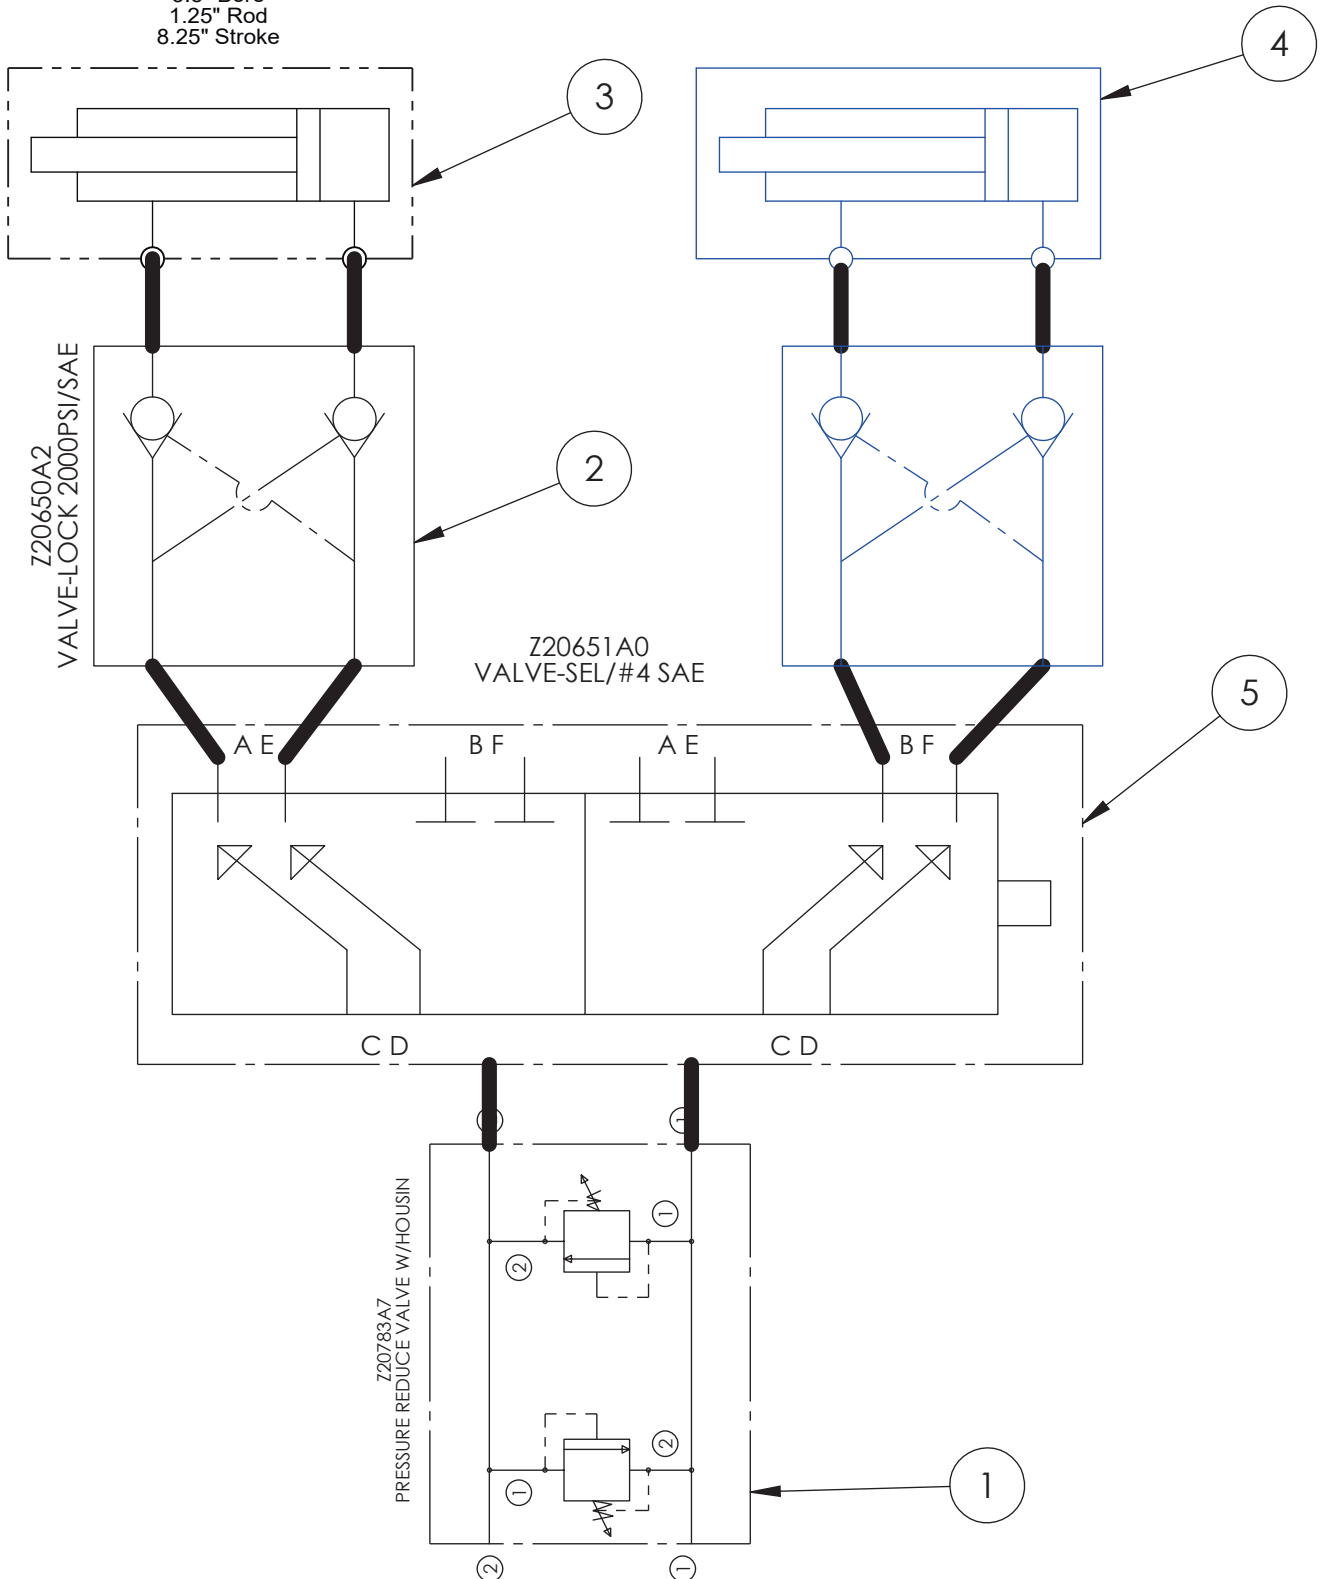 1.25" Rod
8.25" Stroke
3
4
Z20650A2
VALVE-LOCK 2000PSI/SAE
2
Z20651A0
VALVE-SEL/#4 SAE
5
A E
B F
A E
B F
C D
C D
1
Z20783A7
PRESSURE REDUCE VALVE W/HOUSIN
1
2
2
1
1
2
1